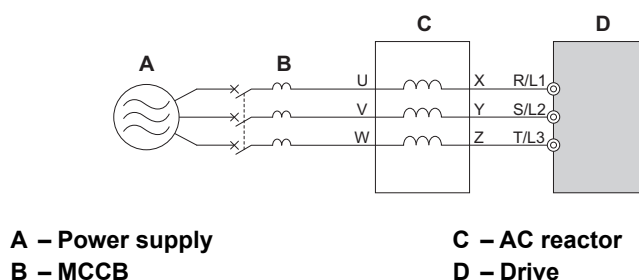 C
D
A
B
U
X
R/L1
V
Y
S/L2
W
Z
T/L3
A – Power supply
C – AC reactor
B – MCCB
D – Drive